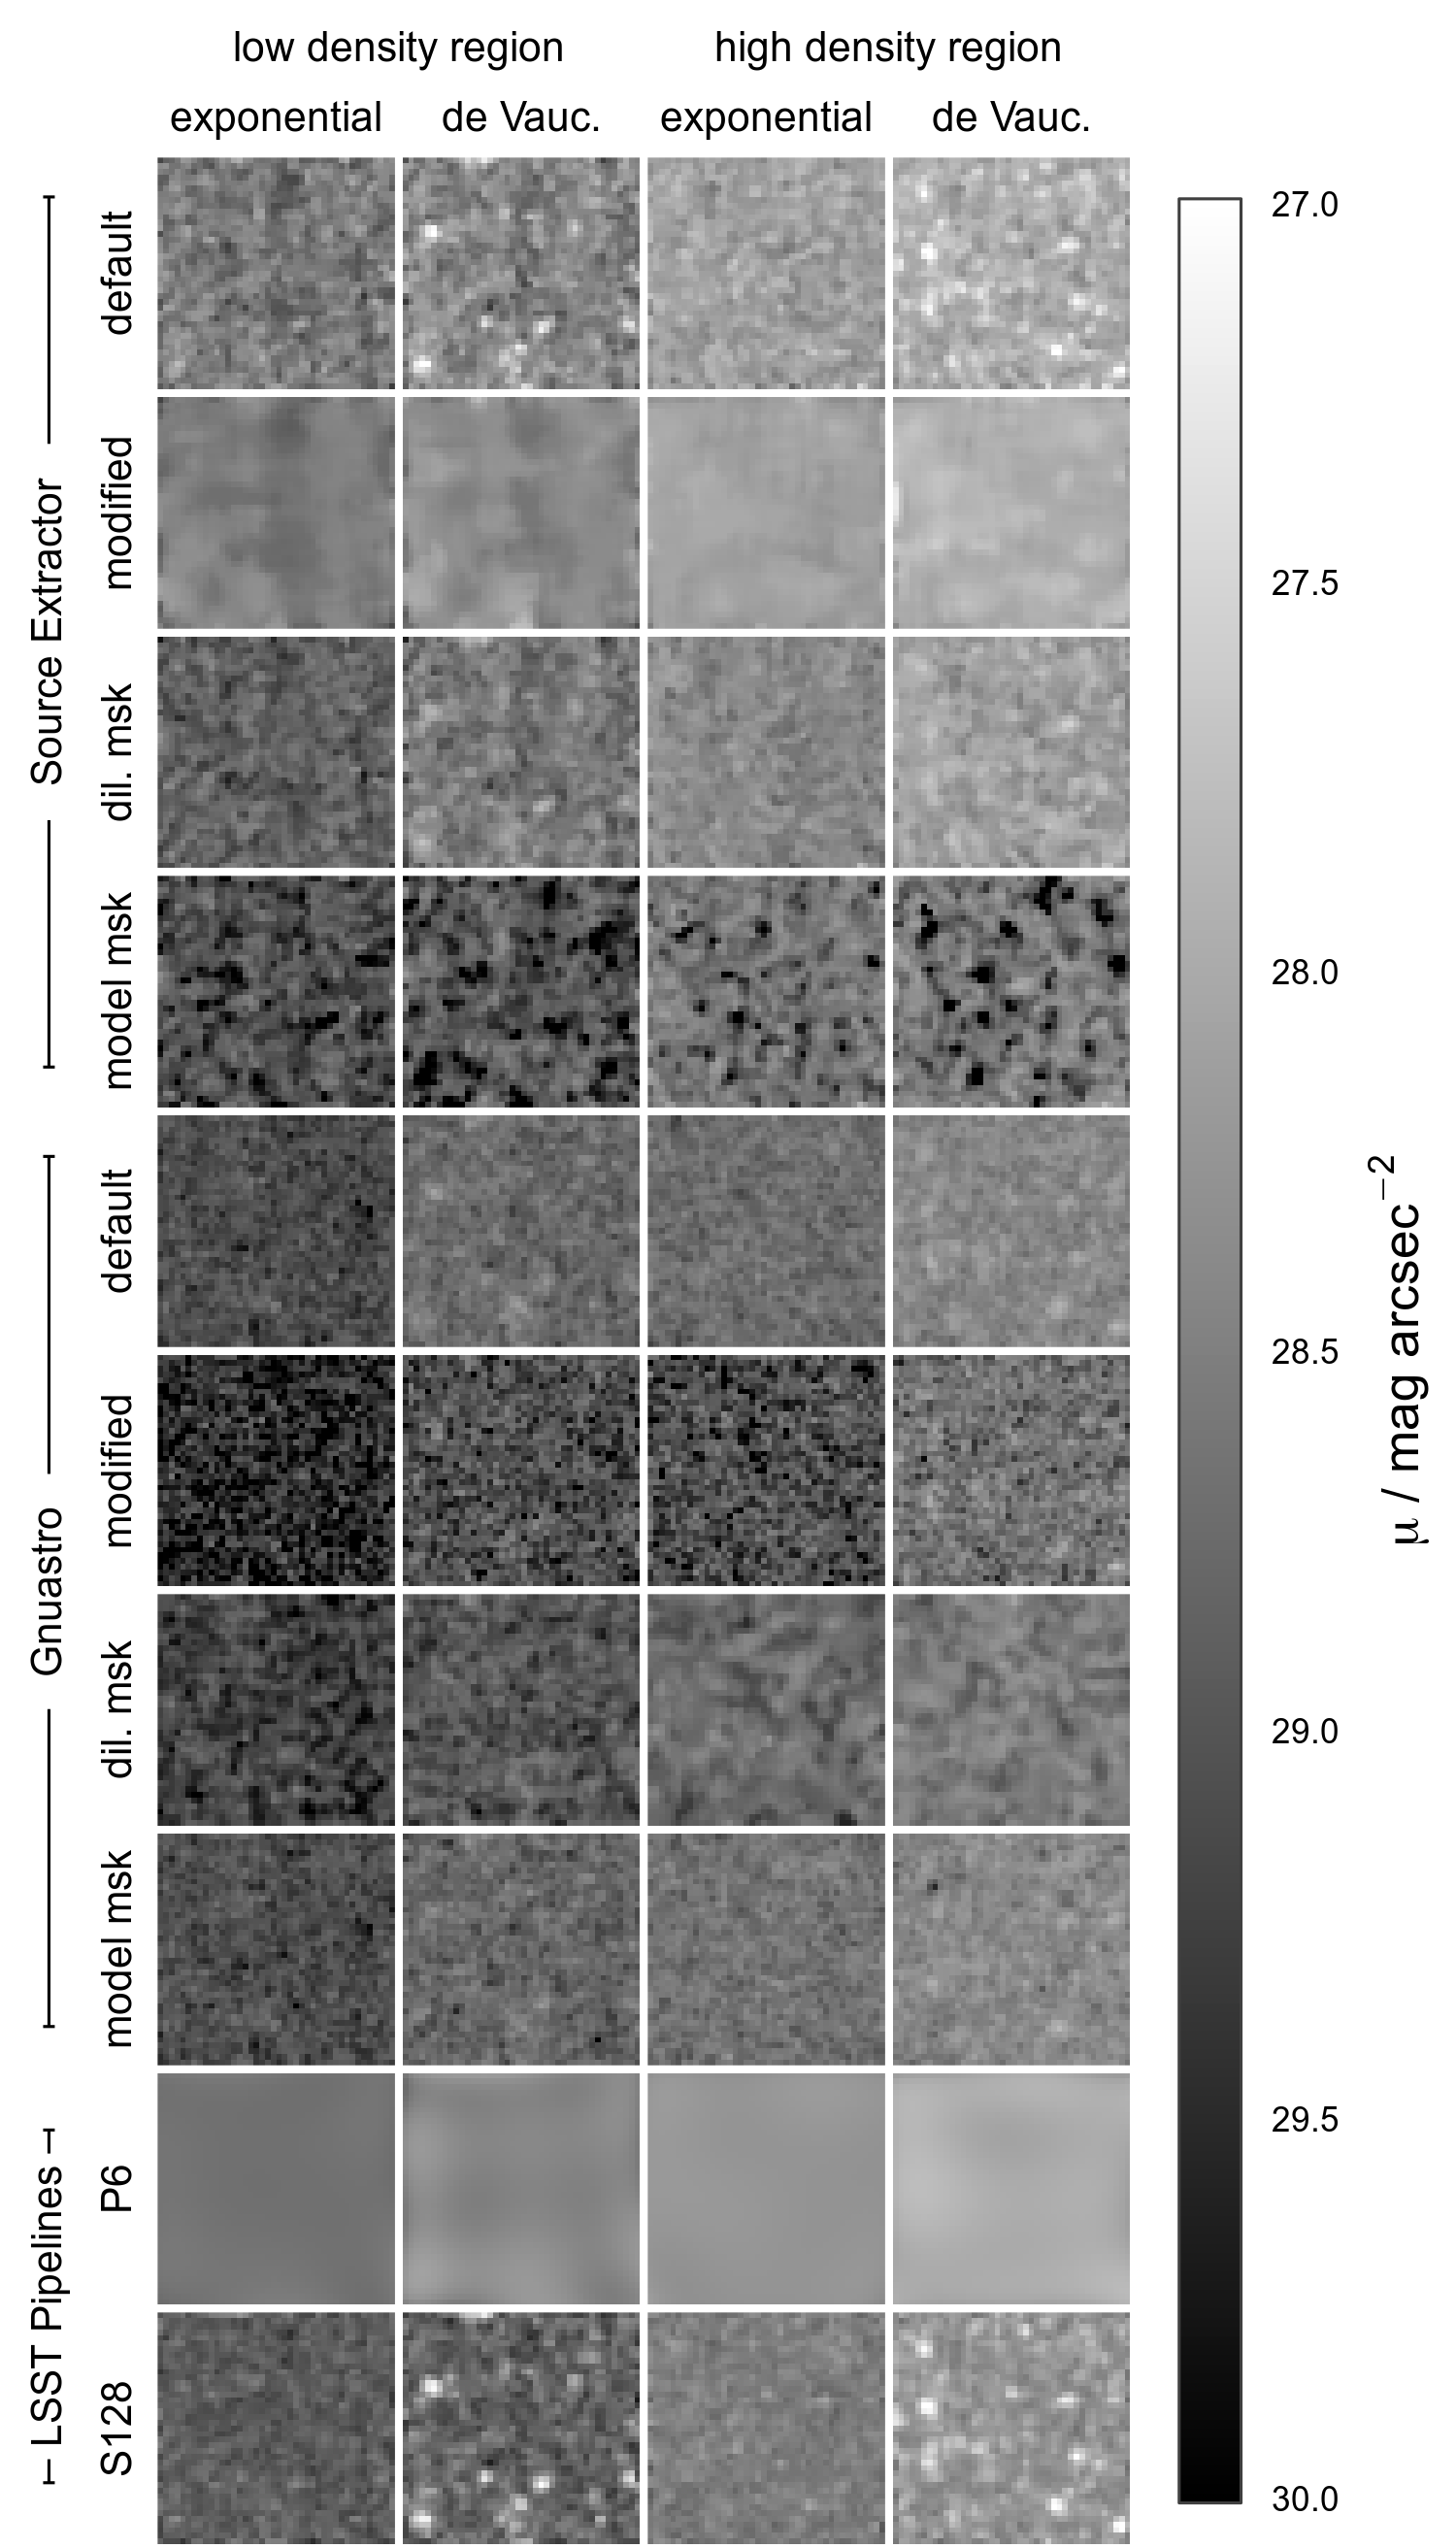 low density region high density region
exponential de Vauc. exponential de Vauc.
Source Extractor
default
modified
dil. msk
model msk
Gnuastro
default
modified
dil. msk
model msk
LSST Pipelines
P6
S128
27.0
27.5
28.0
28.5
29.0
29.5
30.0
μ / mag arcsec⁻²